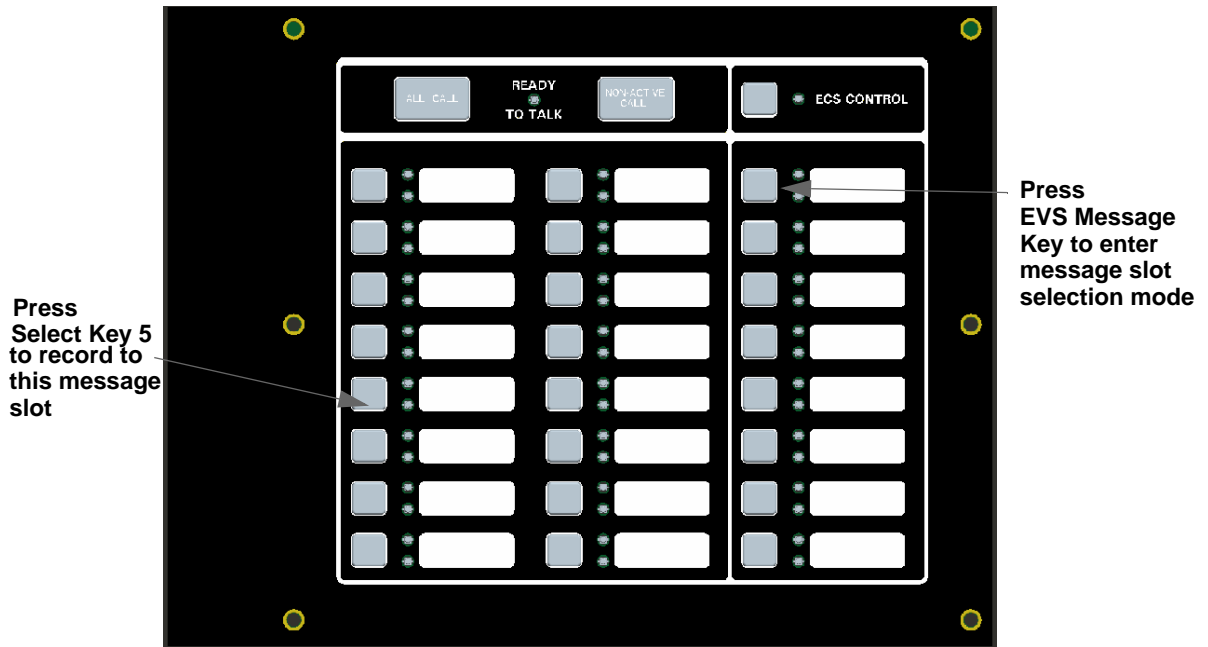 ALL CALL
READY
TO TALK
NON-ACTIVE
CALL
ECS CONTROL
Press
EVS Message
Key to enter
message slot
selection mode
Press
Select Key 5
to record to
this message
slot